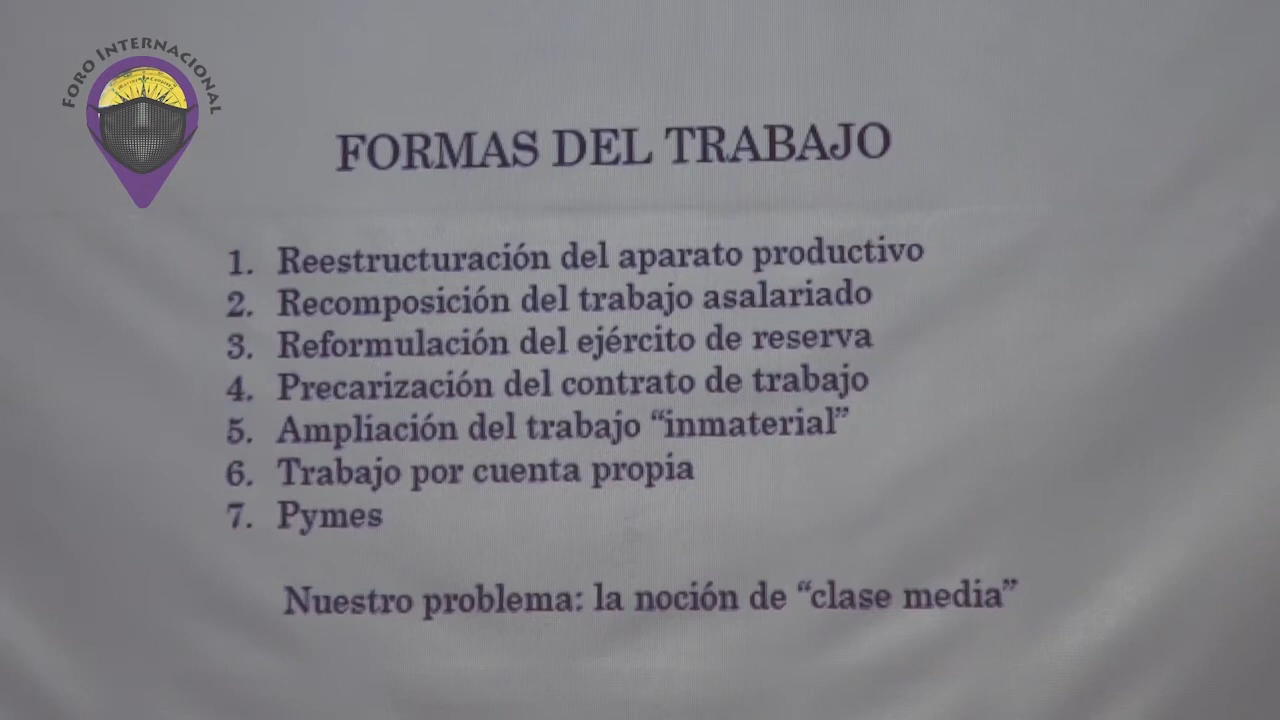 FORO INTERNACIONAL
FORMAS DEL TRABAJO
1. Reestructuración del aparato productivo
2. Recomposición del trabajo asalariado
3. Reformulación del ejército de reserva
4. Precarización del contrato de trabajo
5. Ampliación del trabajo “inmaterial”
6. Trabajo por cuenta propia
7. Pymes
Nuestro problema: la noción de “clase media”